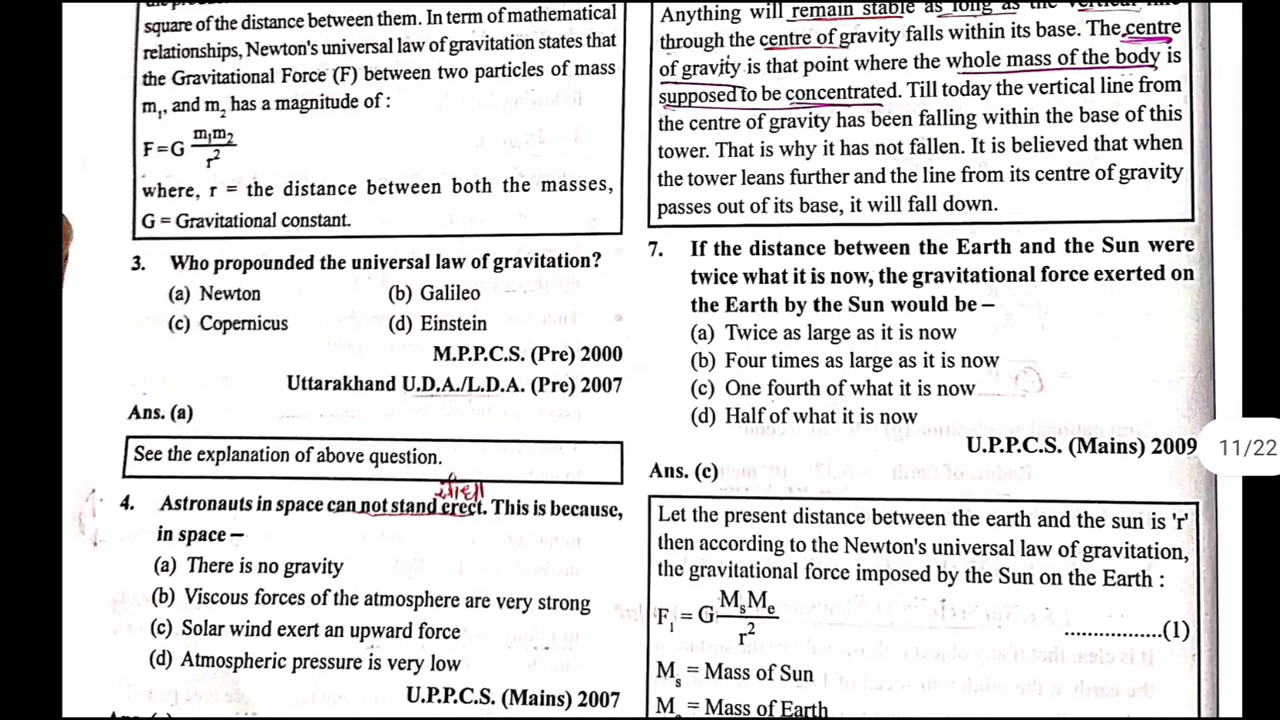 square of the distance between them. In term of mathematical
relationships, Newton's universal law of gravitation states that
the Gravitational Force (F) between two particles of mass
m₁, and m₂ has a magnitude of :
F=G m₁m₂/r²
where, r = the distance between both the masses,
G = Gravitational constant.
3. Who propounded the universal law of gravitation?
(a) Newton (b) Galileo
(c) Copernicus (d) Einstein
M.P.P.C.S. (Pre) 2000
Uttarakhand U.D.A./L.D.A. (Pre) 2007
Ans. (a)
See the explanation of above question.
4. Astronauts in space can not stand erect. This is because,
in space –
(a) There is no gravity
(b) Viscous forces of the atmosphere are very strong
(c) Solar wind exert an upward force
(d) Atmospheric pressure is very low
U.P.P.C.S. (Mains) 2007
Anything will remain stable as long as the vertical line
through the centre of gravity falls within its base. The centre
of gravity is that point where the whole mass of the body is
supposed to be concentrated. Till today the vertical line from
the centre of gravity has been falling within the base of this
tower. That is why it has not fallen. It is believed that when
the tower leans further and the line from its centre of gravity
passes out of its base, it will fall down.
7. If the distance between the Earth and the Sun were
twice what it is now, the gravitational force exerted on
the Earth by the Sun would be –
(a) Twice as large as it is now
(b) Four times as large as it is now
(c) One fourth of what it is now
(d) Half of what it is now
U.P.P.C.S. (Mains) 2009
Ans. (c)
Let the present distance between the earth and the sun is 'r'
then according to the Newton's universal law of gravitation,
the gravitational force imposed by the Sun on the Earth :
F₁ = G MₛMₑ/r² ..................(1)
Mₛ = Mass of Sun
Mₑ = Mass of Earth
11/22